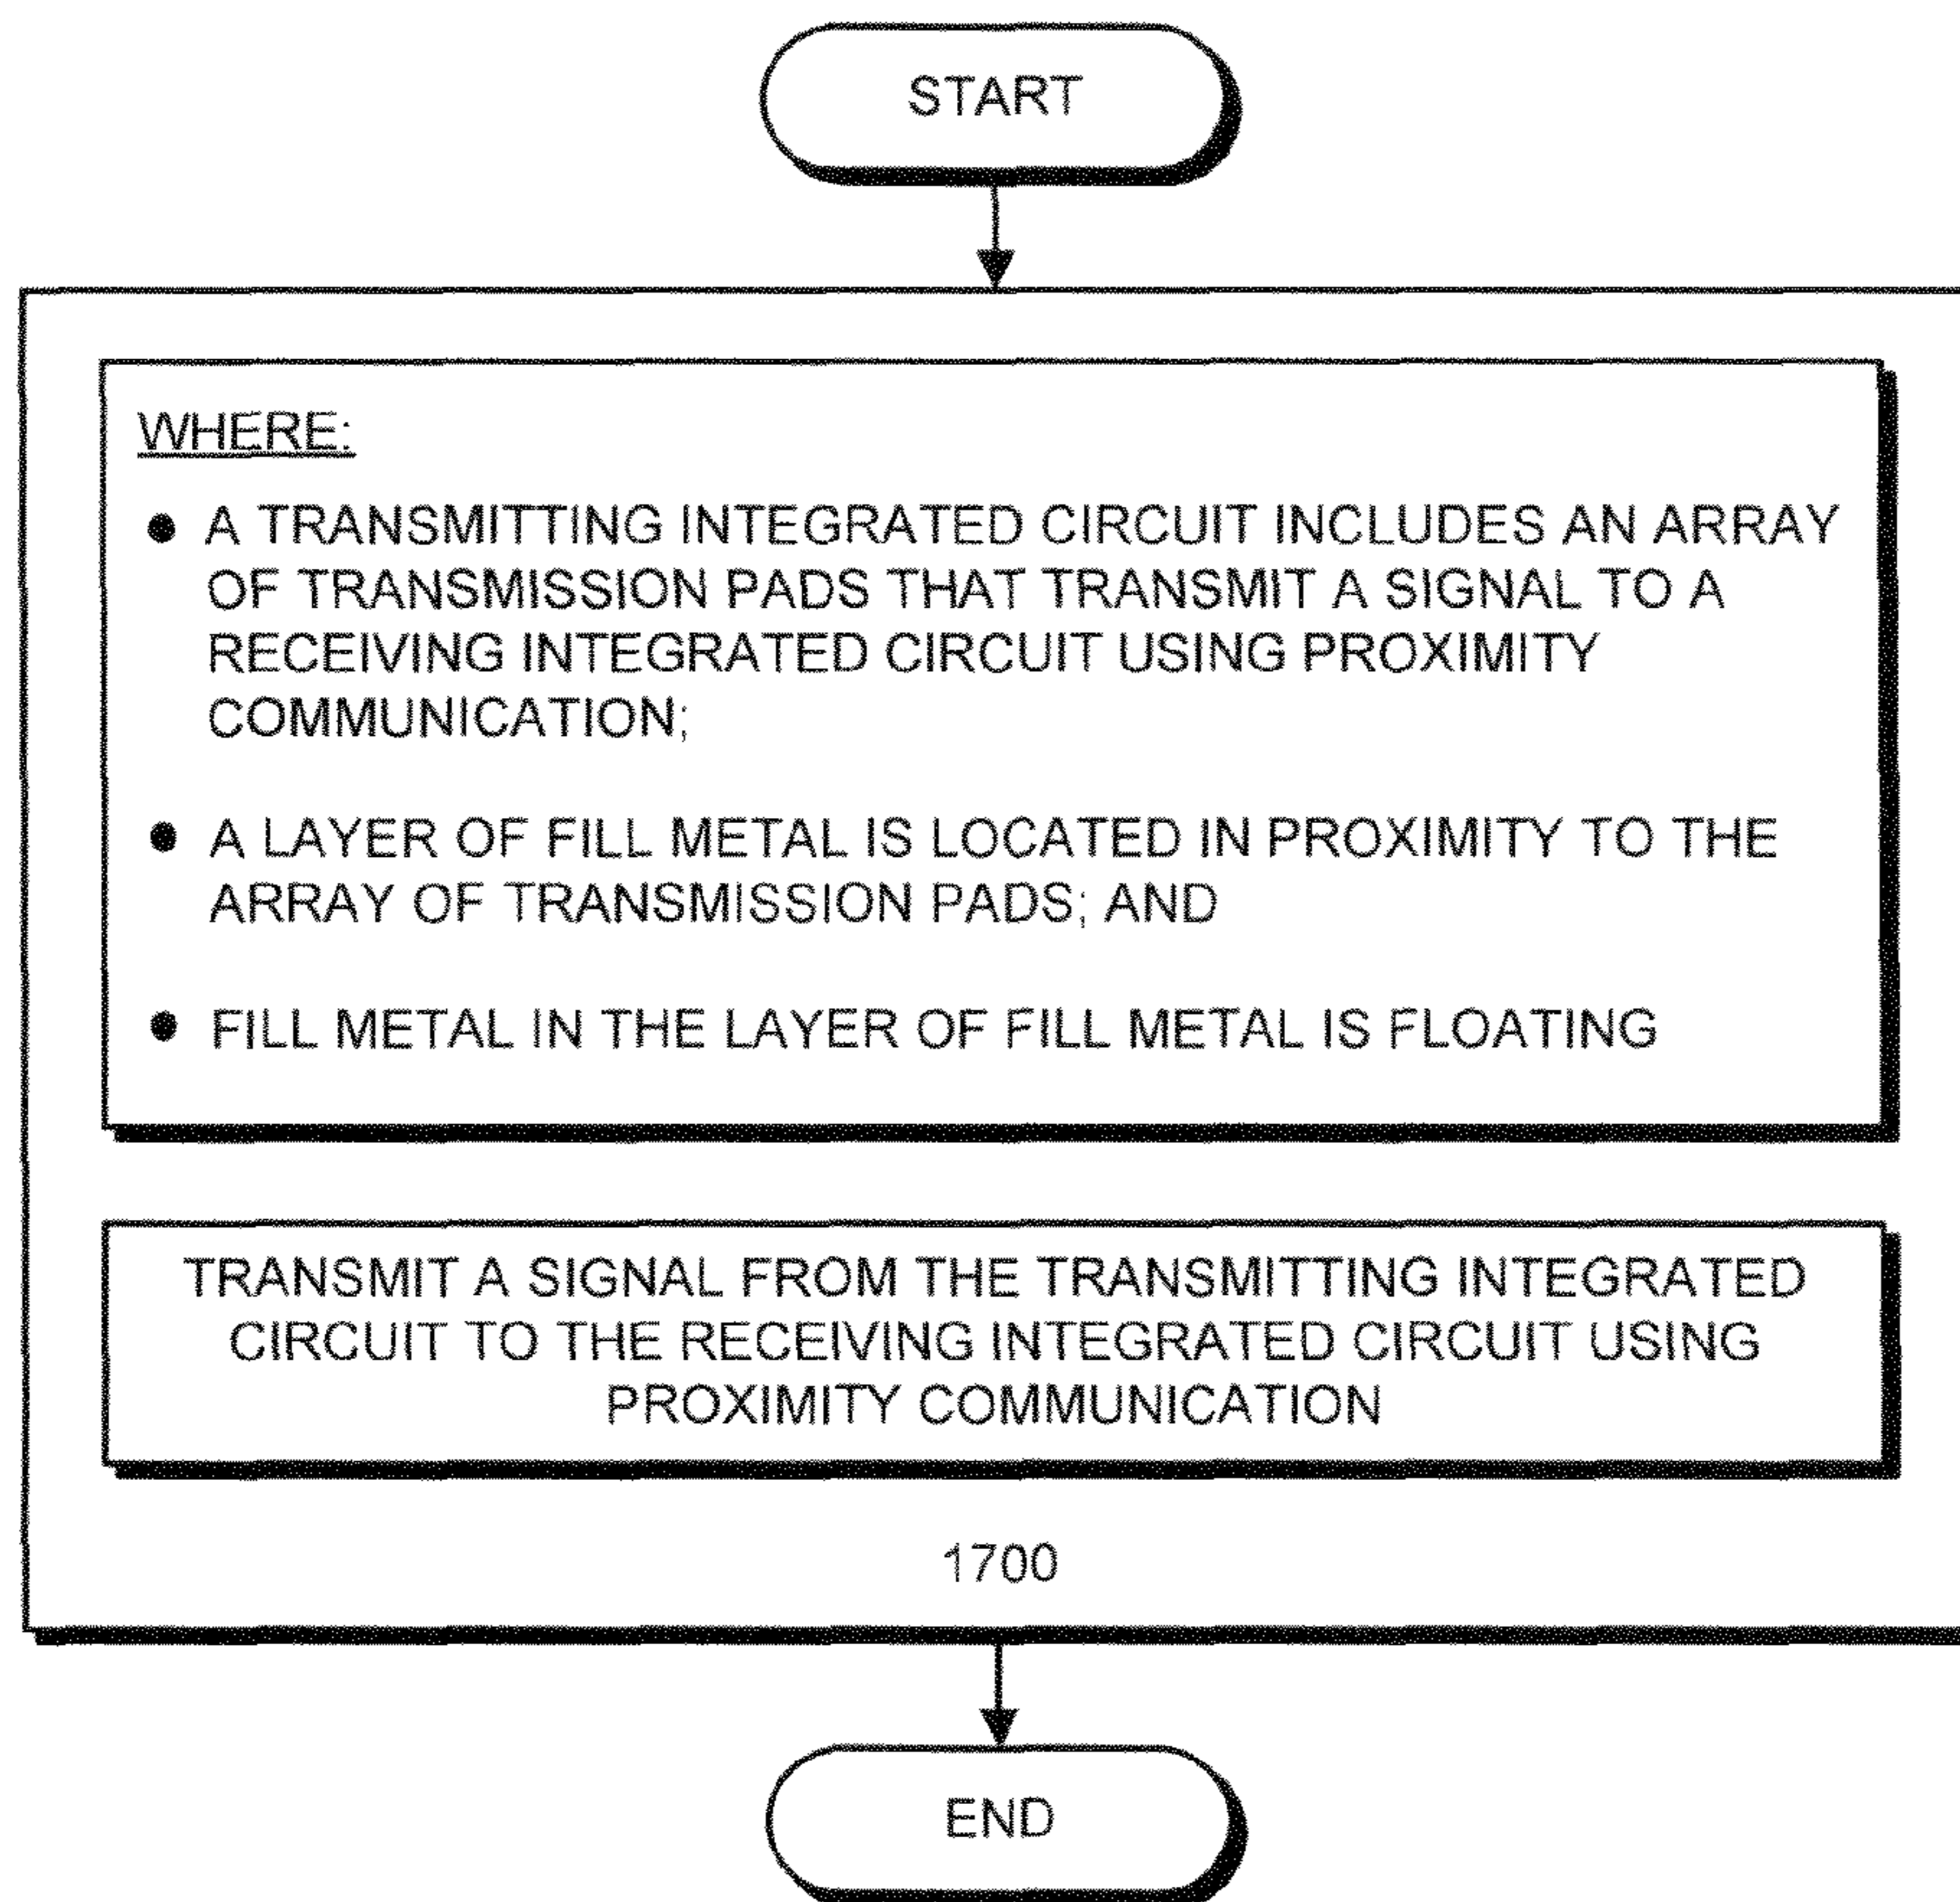 START
WHERE:
● A TRANSMITTING INTEGRATED CIRCUIT INCLUDES AN ARRAY
OF TRANSMISSION PADS THAT TRANSMIT A SIGNAL TO A
RECEIVING INTEGRATED CIRCUIT USING PROXIMITY
COMMUNICATION;
● A LAYER OF FILL METAL IS LOCATED IN PROXIMITY TO THE
ARRAY OF TRANSMISSION PADS; AND
● FILL METAL IN THE LAYER OF FILL METAL IS FLOATING
TRANSMIT A SIGNAL FROM THE TRANSMITTING INTEGRATED
CIRCUIT TO THE RECEIVING INTEGRATED CIRCUIT USING
PROXIMITY COMMUNICATION
1700
END